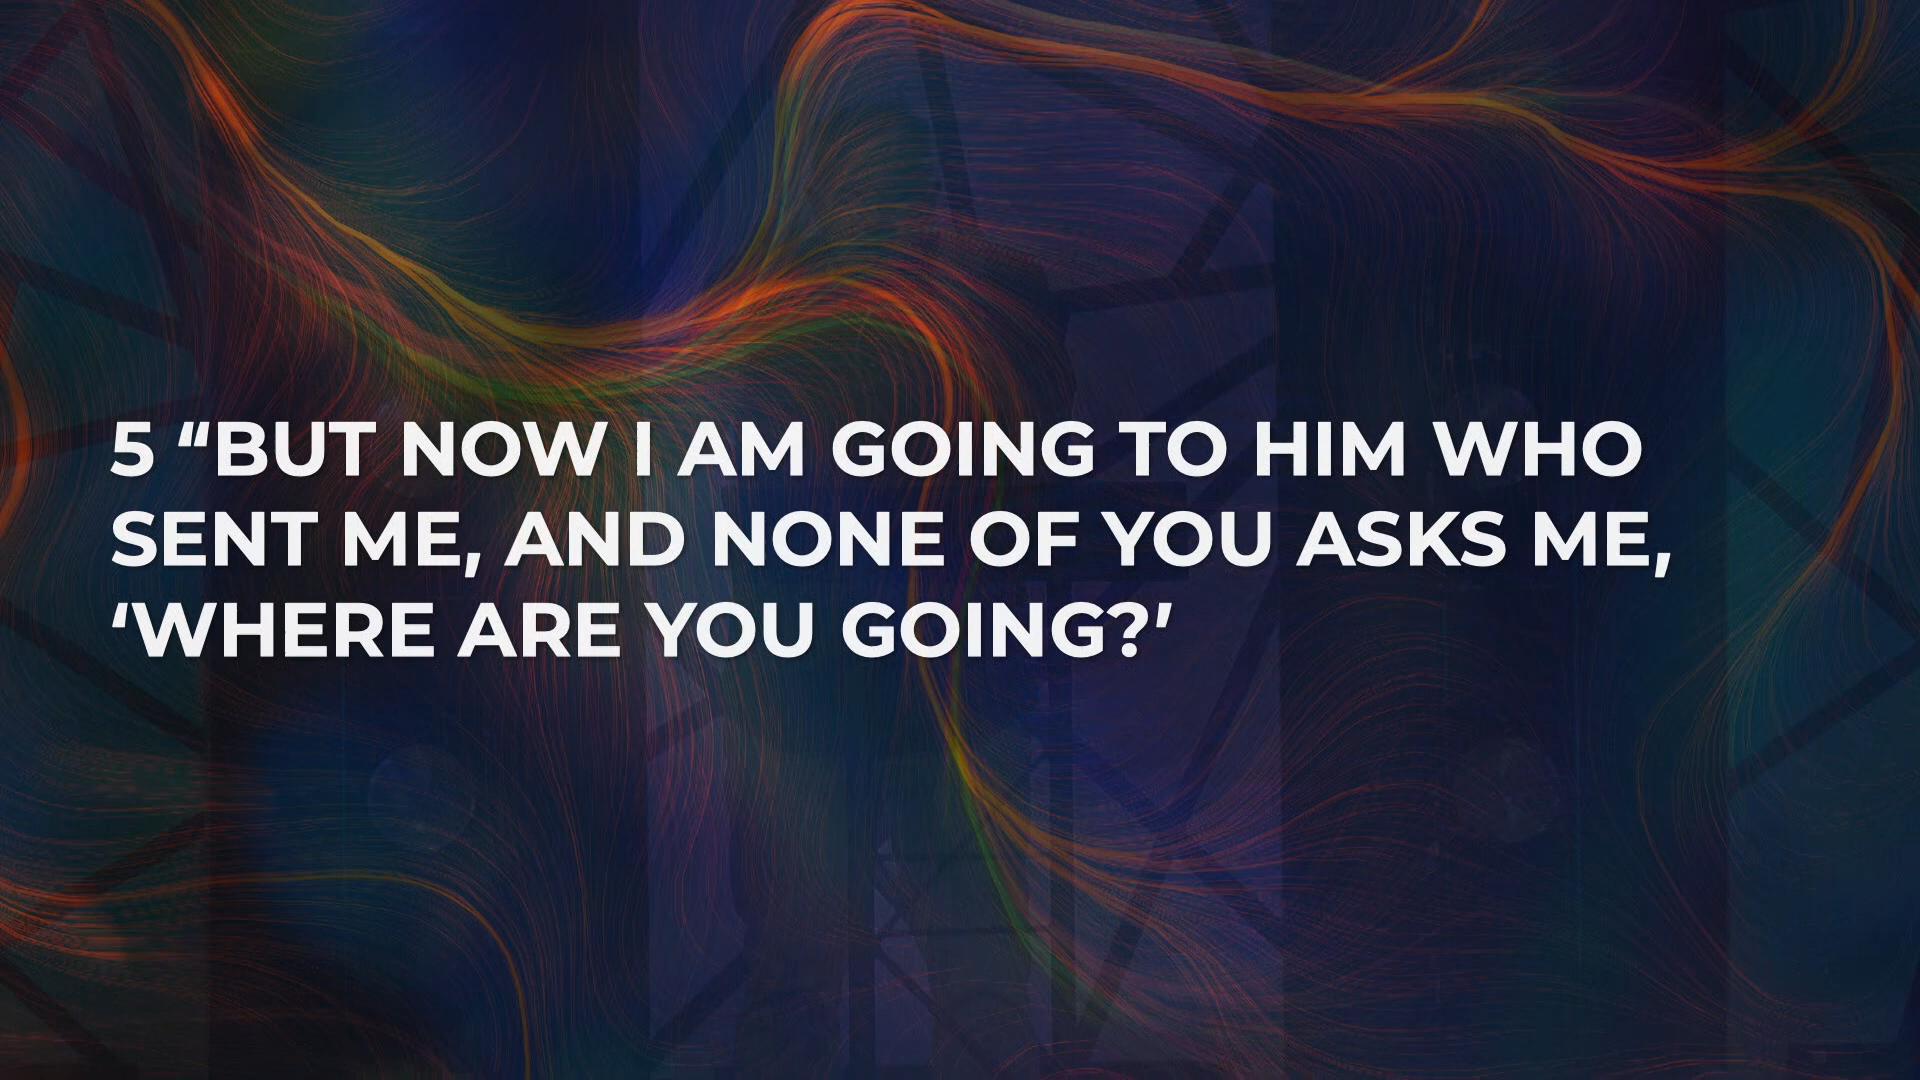 5 “BUT NOW I AM GOING TO HIM WHO
SENT ME, AND NONE OF YOU ASKS ME,
‘WHERE ARE YOU GOING?’